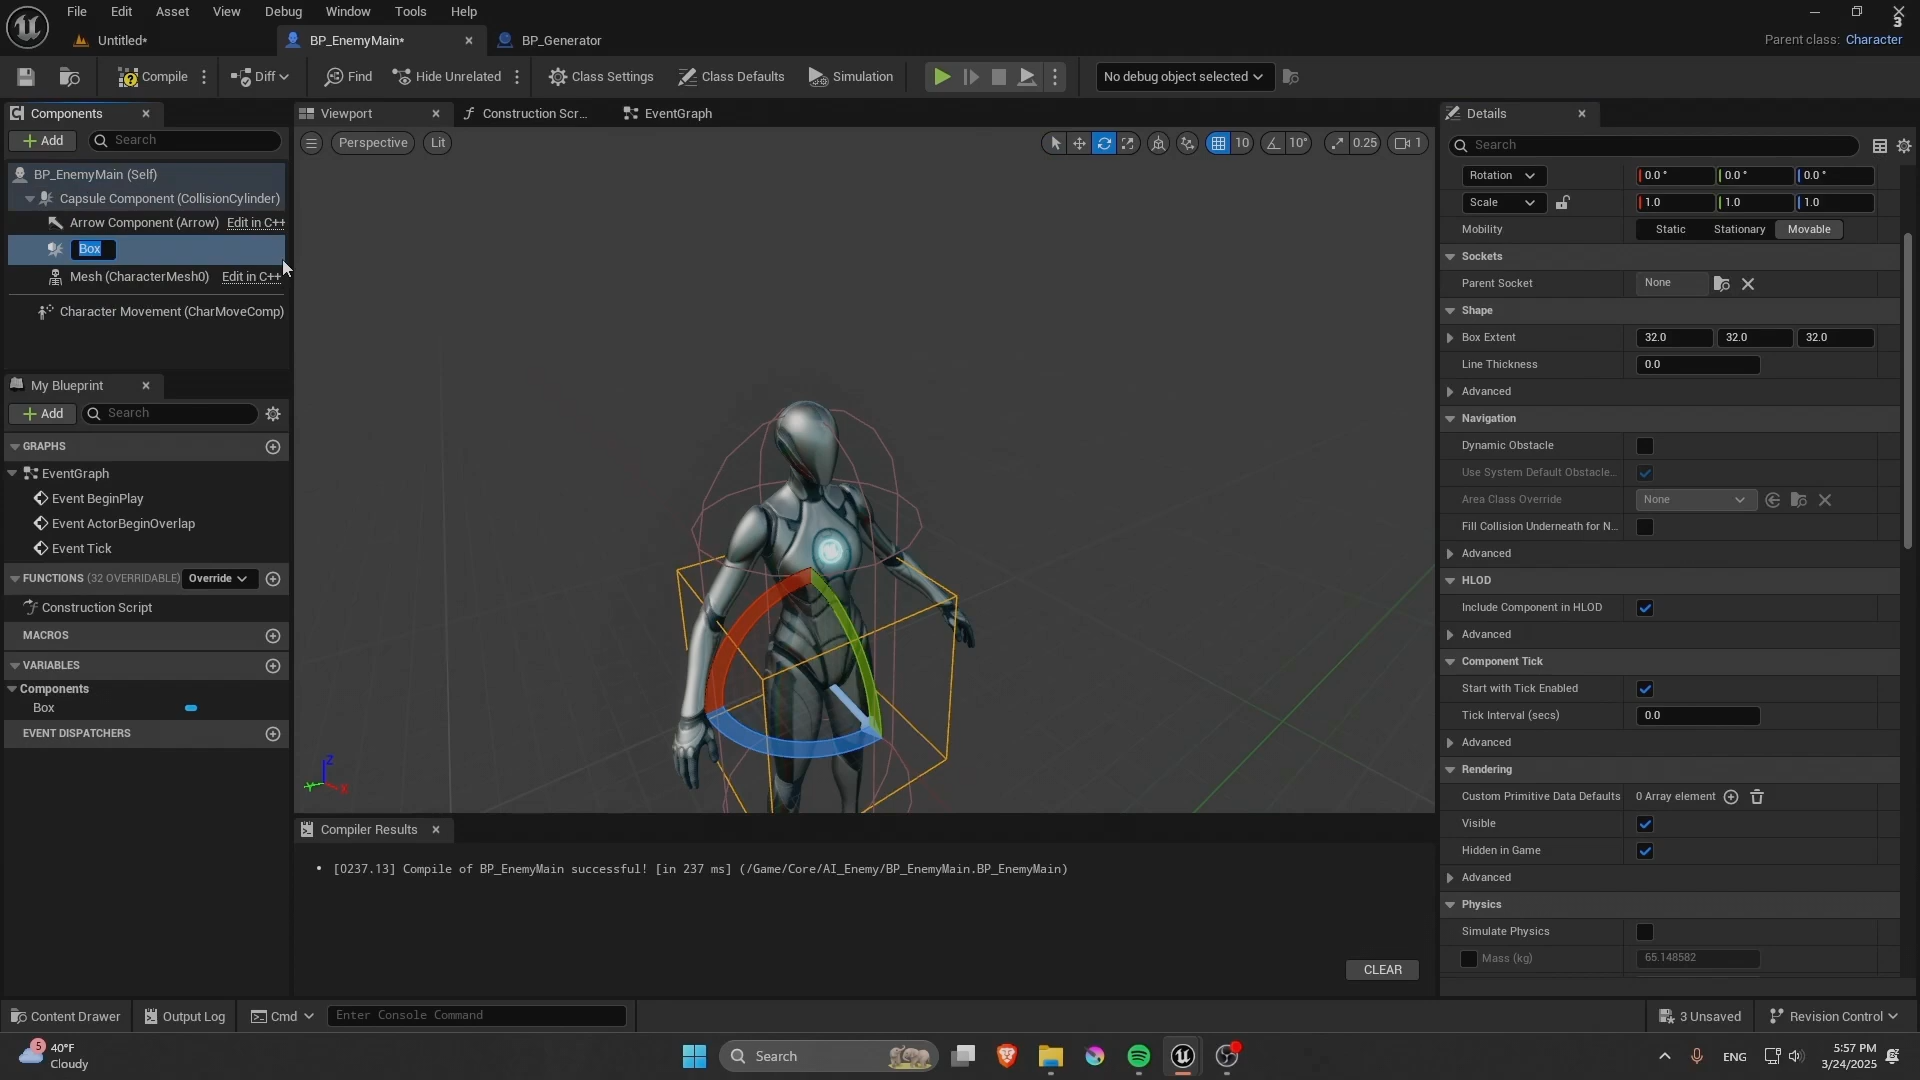 File Edit Asset View Debug Window Tools Help
3
Untitled*
BP_EnemyMain*
BP_Generator
Parent class: Character
Compile
Diff
Find
Hide Unrelated
Class Settings
Class Defaults
Simulation
No debug object selected
Components
Add
Search
BP_EnemyMain (Self)
Capsule Component (CollisionCylinder)
Arrow Component (Arrow) Edit in C++
Box
Mesh (CharacterMesh0) Edit in C++
Character Movement (CharMoveComp)
My Blueprint
Add
Search
GRAPHS
EventGraph
Event BeginPlay
Event ActorBeginOverlap
Event Tick
FUNCTIONS (32 OVERRIDABLE) Override
Construction Script
MACROS
VARIABLES
Components
Box
EVENT DISPATCHERS
Viewport
Construction Scr...
EventGraph
Perspective
Lit
10
10°
0.25
1
Z
Y
X
Compiler Results
[0237.13] Compile of BP_EnemyMain successful! [in 237 ms] (/Game/Core/AI_Enemy/BP_EnemyMain.BP_EnemyMain)
CLEAR
Details
Search
Rotation 0.0 ° 0.0 ° 0.0 °
Scale 1.0 1.0 1.0
Mobility Static Stationary Movable
Sockets
Parent Socket None
Shape
Box Extent 32.0 32.0 32.0
Line Thickness 0.0
Advanced
Navigation
Dynamic Obstacle
Use System Default Obstacle...
Area Class Override None
Fill Collision Underneath for N...
Advanced
HLOD
Include Component in HLOD
Advanced
Component Tick
Start with Tick Enabled
Tick Interval (secs) 0.0
Advanced
Rendering
Custom Primitive Data Defaults 0 Array element
Visible
Hidden in Game
Advanced
Physics
Simulate Physics
Mass (kg) 65.148582
Content Drawer
Output Log
Cmd
Enter Console Command
3 Unsaved
Revision Control
5
40°F
Cloudy
Search
ENG
5:57 PM
3/24/2025